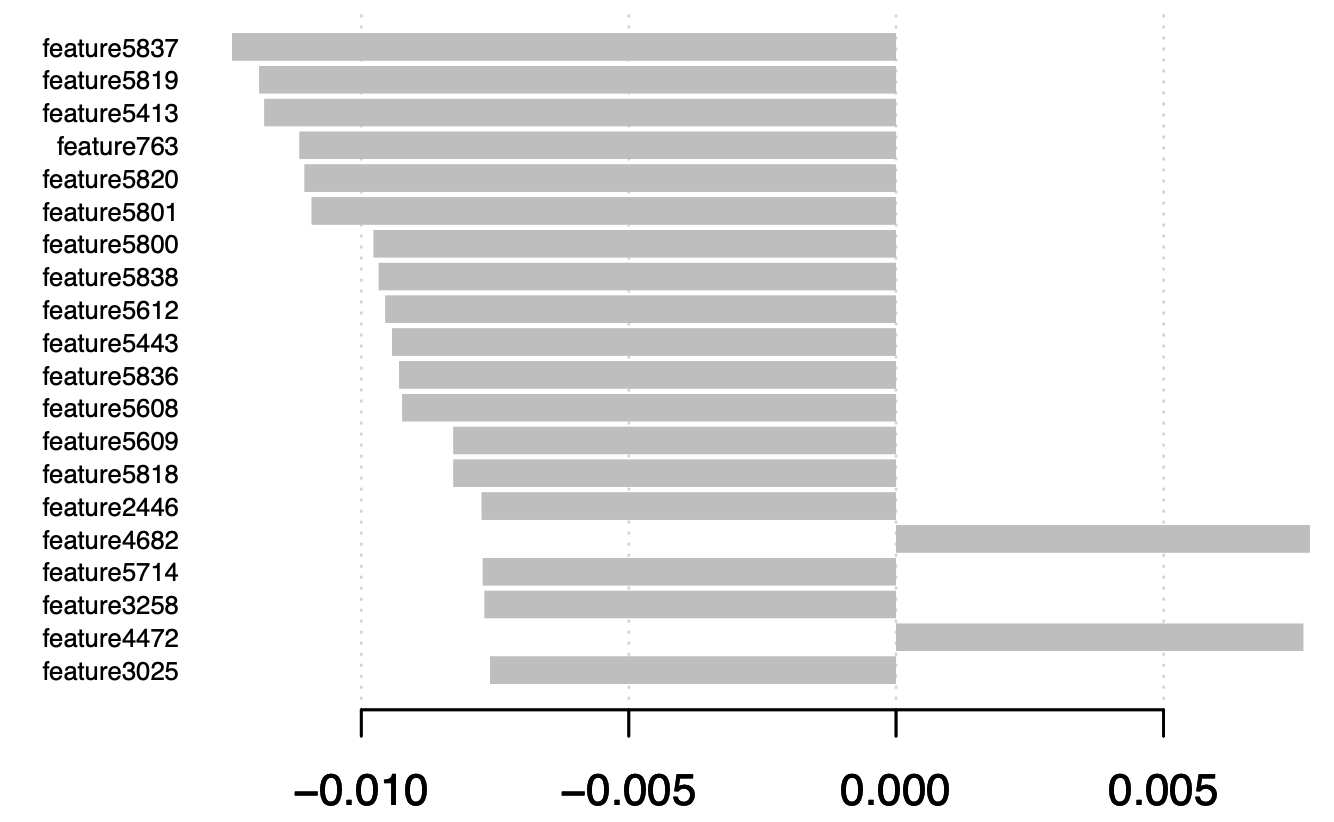 feature5837
feature5819
feature5413
feature763
feature5820
feature5801
feature5800
feature5838
feature5612
feature5443
feature5836
feature5608
feature5609
feature5818
feature2446
feature4682
feature5714
feature3258
feature4472
feature3025
−0.010 −0.005 0.000 0.005